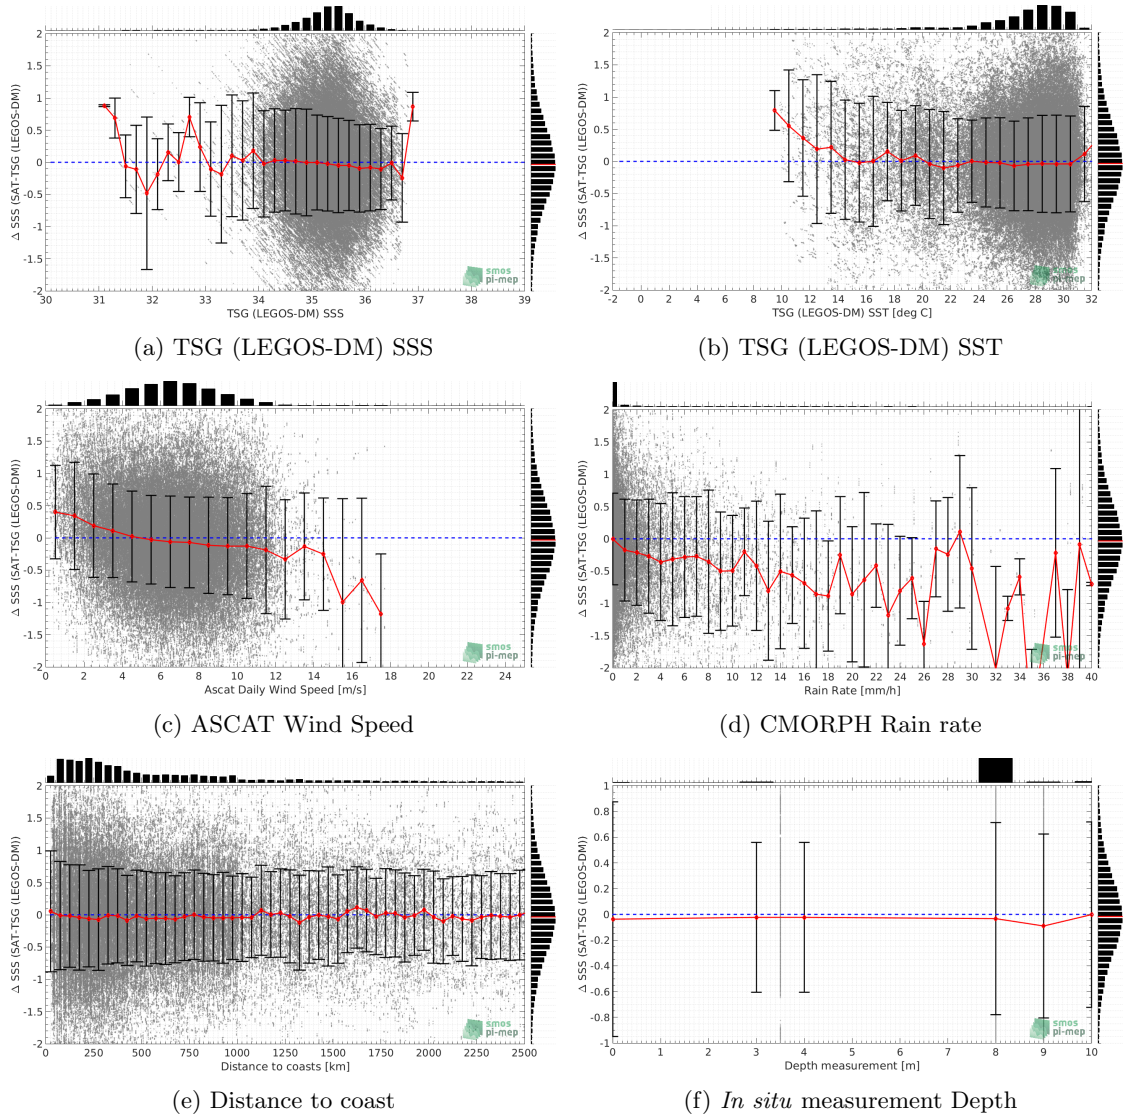 Δ SSS (SAT-TSG (LEGOS-DM))
2
1.5
1
0.5
0
-0.5
-1
-1.5
-2
30 31 32 33 34 35 36 37 38 39
TSG (LEGOS-DM) SSS
smos
pi-mep
(a) TSG (LEGOS-DM) SSS
Δ SSS (SAT-TSG (LEGOS-DM))
2
1.5
1
0.5
0
-0.5
-1
-1.5
-2
-2 0 2 4 6 8 10 12 14 16 18 20 22 24 26 28 30 32
TSG (LEGOS-DM) SST [deg C]
smos
pi-mep
(b) TSG (LEGOS-DM) SST
Δ SSS (SAT-TSG (LEGOS-DM))
2
1.5
1
0.5
0
-0.5
-1
-1.5
-2
0 2 4 6 8 10 12 14 16 18 20 22 24
Ascat Daily Wind Speed [m/s]
smos
pi-mep
(c) ASCAT Wind Speed
Δ SSS (SAT-TSG (LEGOS-DM))
2
1.5
1
0.5
0
-0.5
-1
-1.5
-2
0 2 4 6 8 10 12 14 16 18 20 22 24 26 28 30 32 34 36 38 40
Rain Rate [mm/h]
smos
pi-mep
(d) CMORPH Rain rate
Δ SSS (SAT-TSG (LEGOS-DM))
2
1.5
1
0.5
0
-0.5
-1
-1.5
-2
0 250 500 750 1000 1250 1500 1750 2000 2250 2500
Distance to coasts [km]
smos
pi-mep
(e) Distance to coast
Δ SSS (SAT-TSG (LEGOS-DM))
1
0.8
0.6
0.4
0.2
0
-0.2
-0.4
-0.6
-0.8
-1
0 1 2 3 4 5 6 7 8 9 10
Depth measurement [m]
smos
pi-mep
(f) In situ measurement Depth